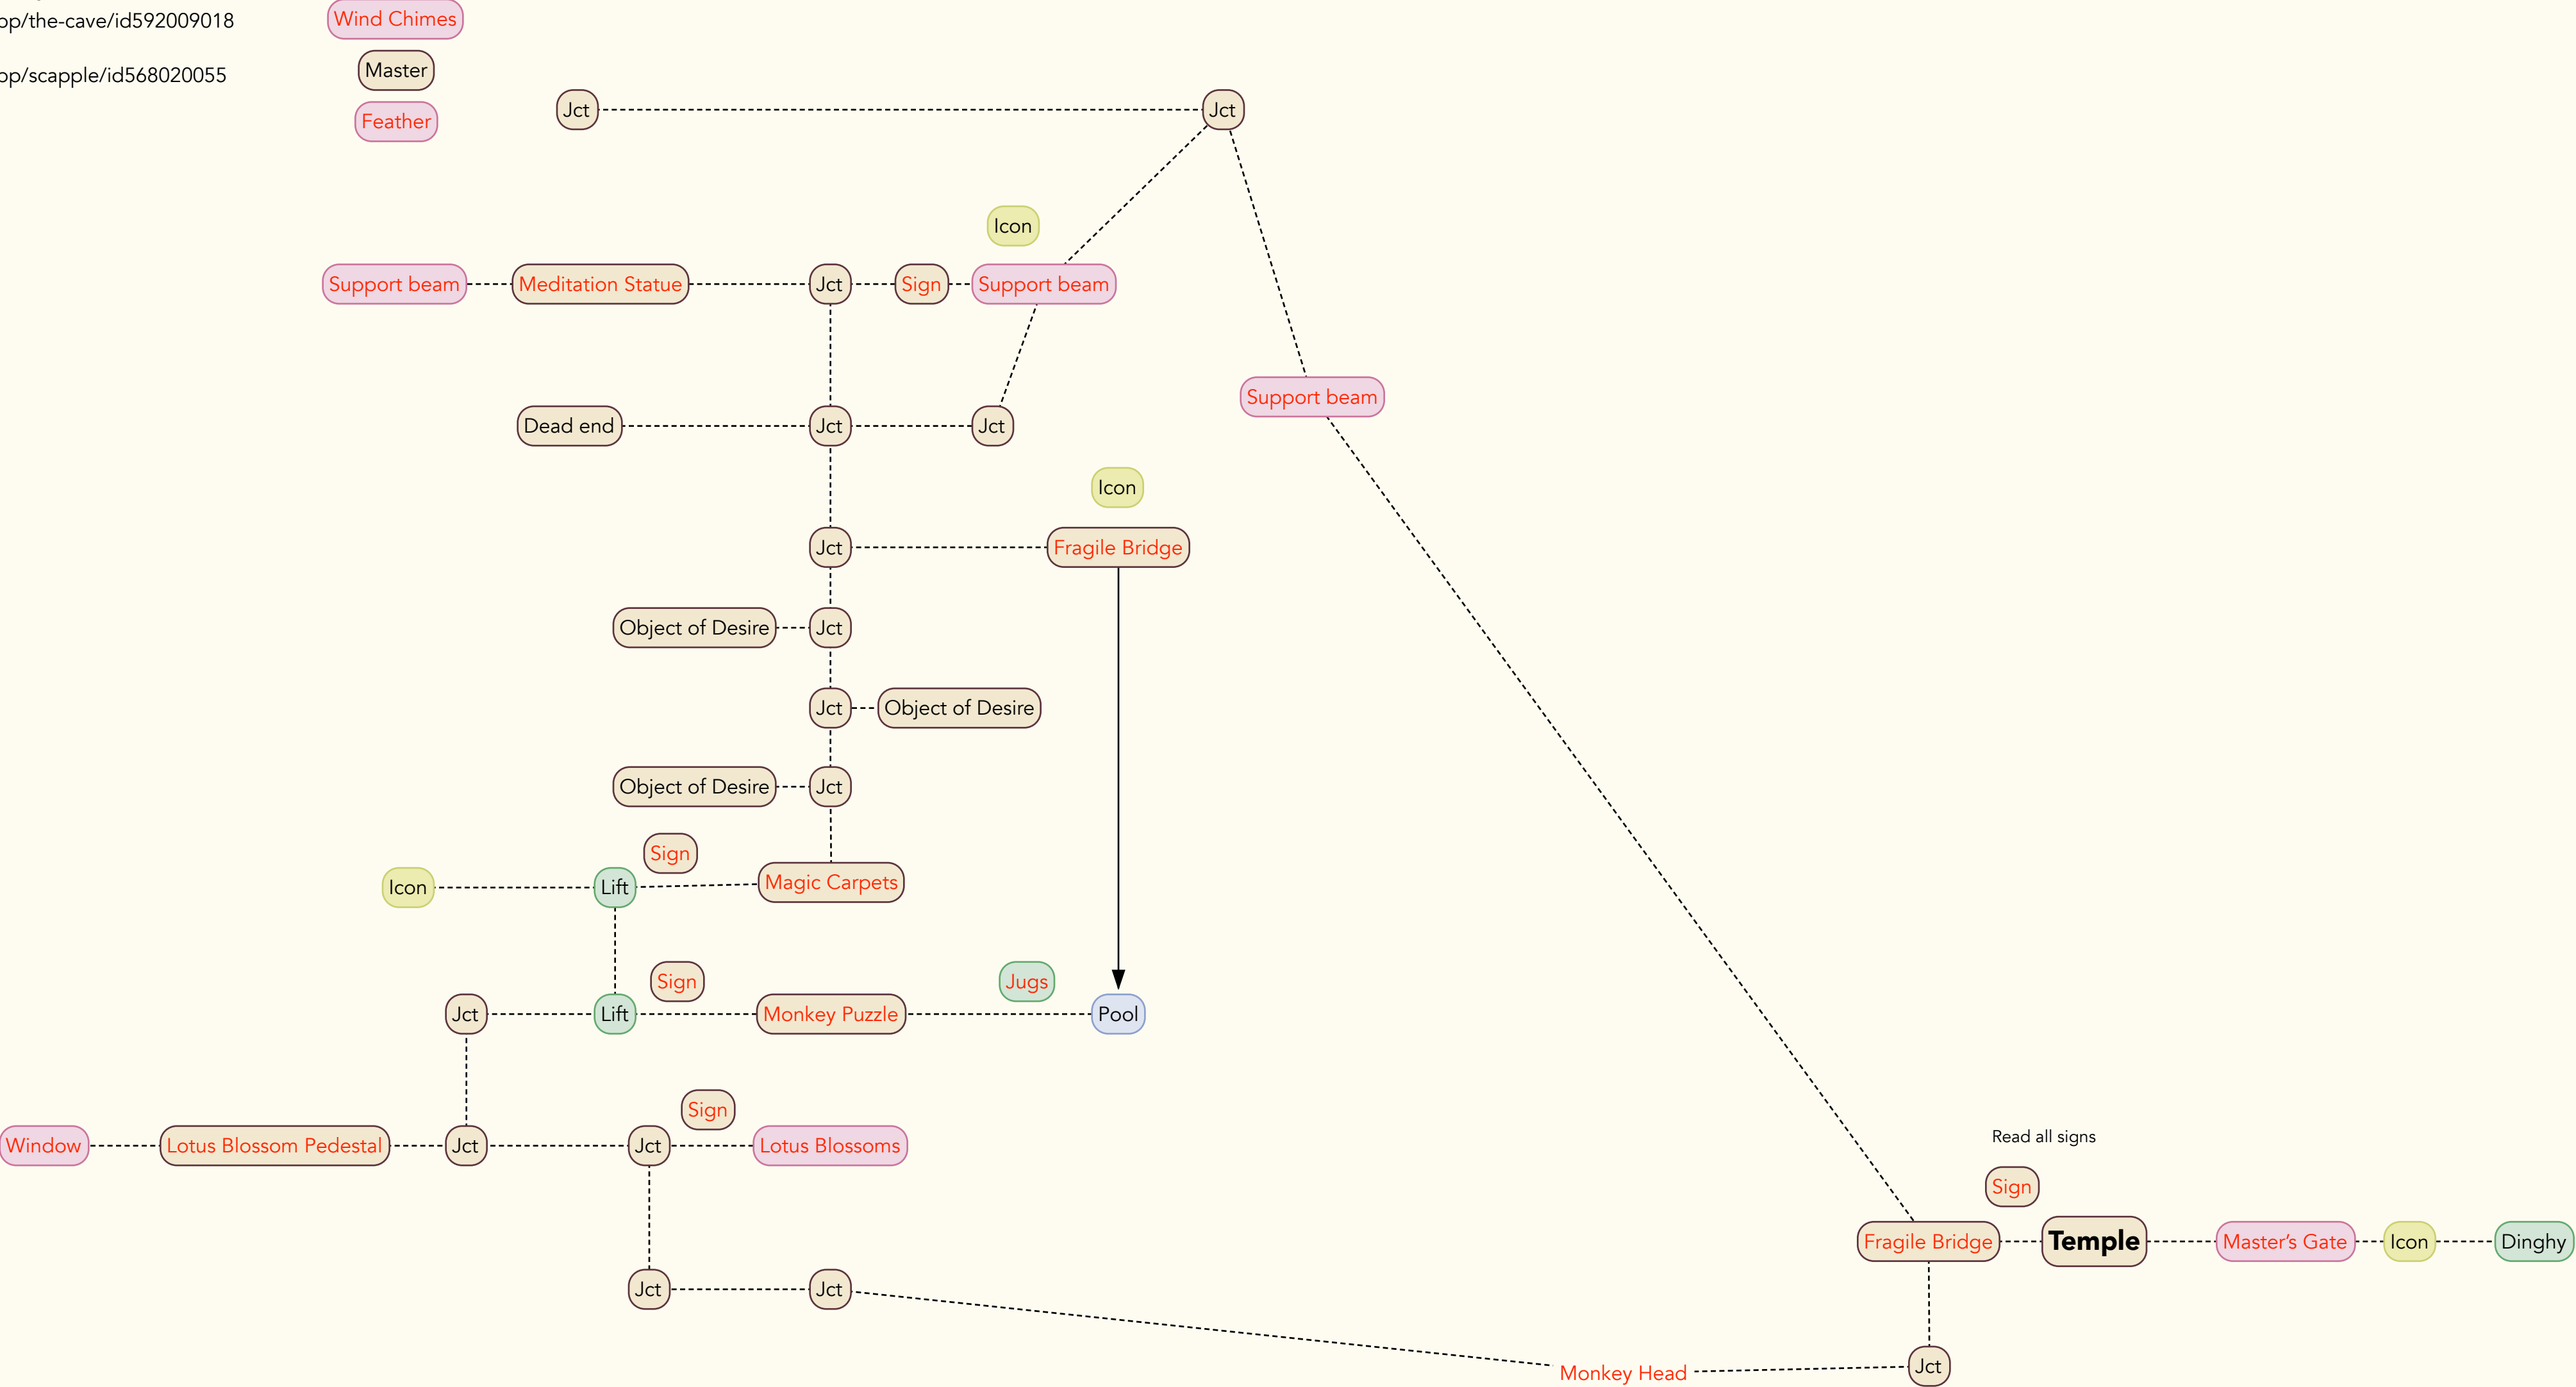 pp/the-cave/id592009018
Wind Chimes
pp/scapple/id568020055
Master
Feather
Jct
Jct
Icon
Support beam
Meditation Statue
Jct
Sign
Support beam
Support beam
Dead end
Jct
Jct
Icon
Jct
Fragile Bridge
Object of Desire
Jct
Jct
Object of Desire
Object of Desire
Jct
Sign
Icon
Lift
Magic Carpets
Sign
Jugs
Jct
Lift
Monkey Puzzle
Pool
Sign
Window
Lotus Blossom Pedestal
Jct
Jct
Lotus Blossoms
Read all signs
Sign
Fragile Bridge
Temple
Master’s Gate
Icon
Dinghy
Jct
Jct
Monkey Head
Jct